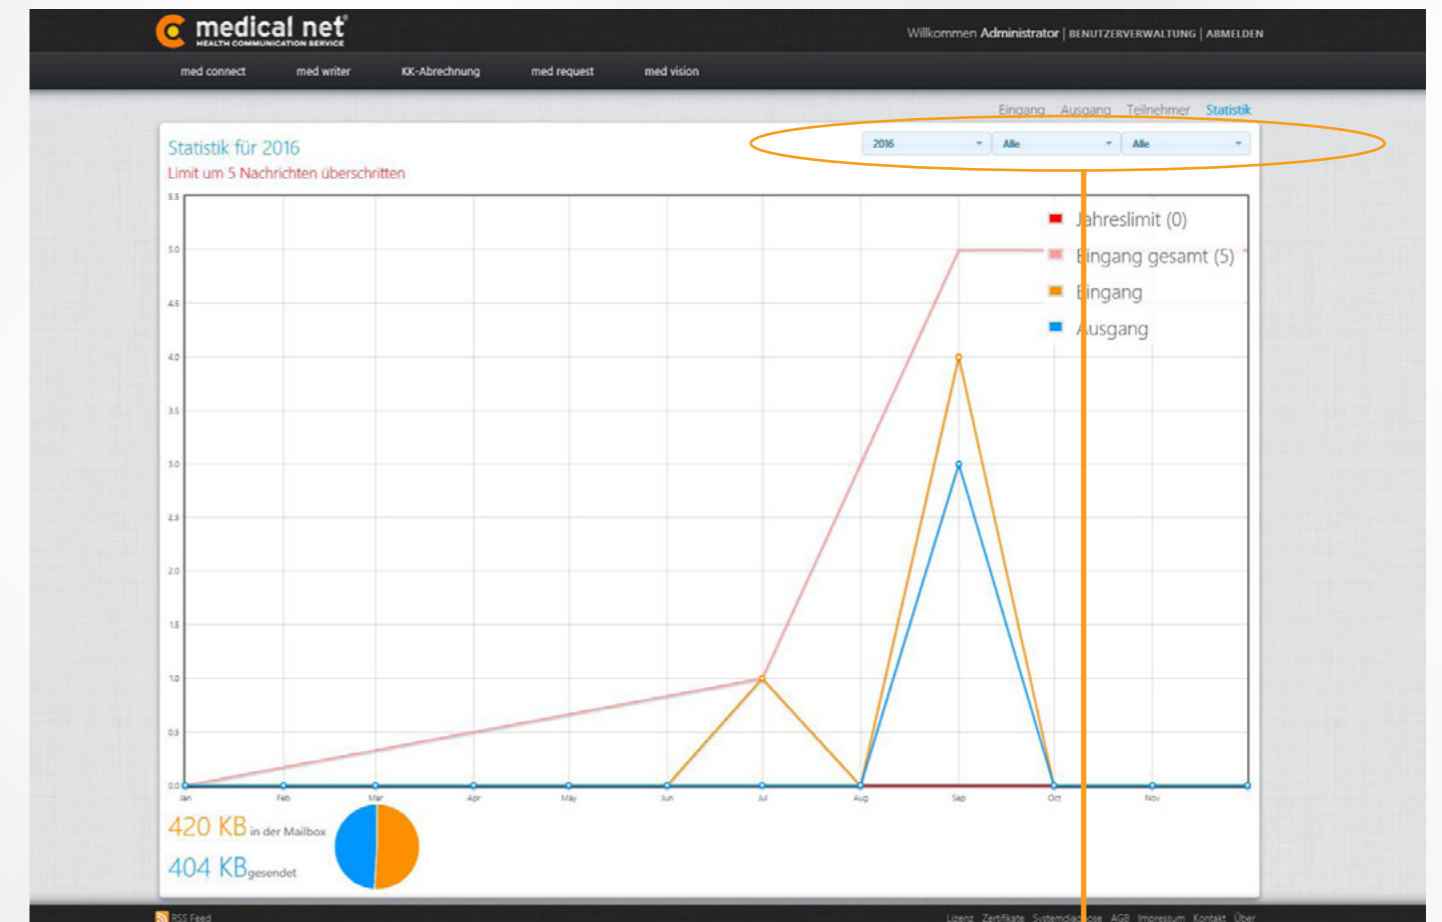 medical net
HEALTH COMMUNICATION SERVICE
Willkommen Administrator | BENUTZERVERWALTUNG | ABMELDEN
med connect med writer KK-Abrechnung med request med vision
Eingang Ausgang Teilnehmer Statistik
Statistik für 2016
2016 Alle Alle
Limit um 5 Nachrichten überschritten
5.5
Jahreslimit (0)
5.0
Eingang gesamt (5)
4.5
Eingang
Ausgang
4.0
3.5
3.0
2.5
2.0
1.5
1.0
0.5
0.0
Jan Feb Mar Apr May Jun Jul Aug Sep Oct Nov
420 KB in der Mailbox
404 KB gesendet
RSS Feed
Lizenz Zertifikate Systemdiagnose AGB Impressum Kontakt Über